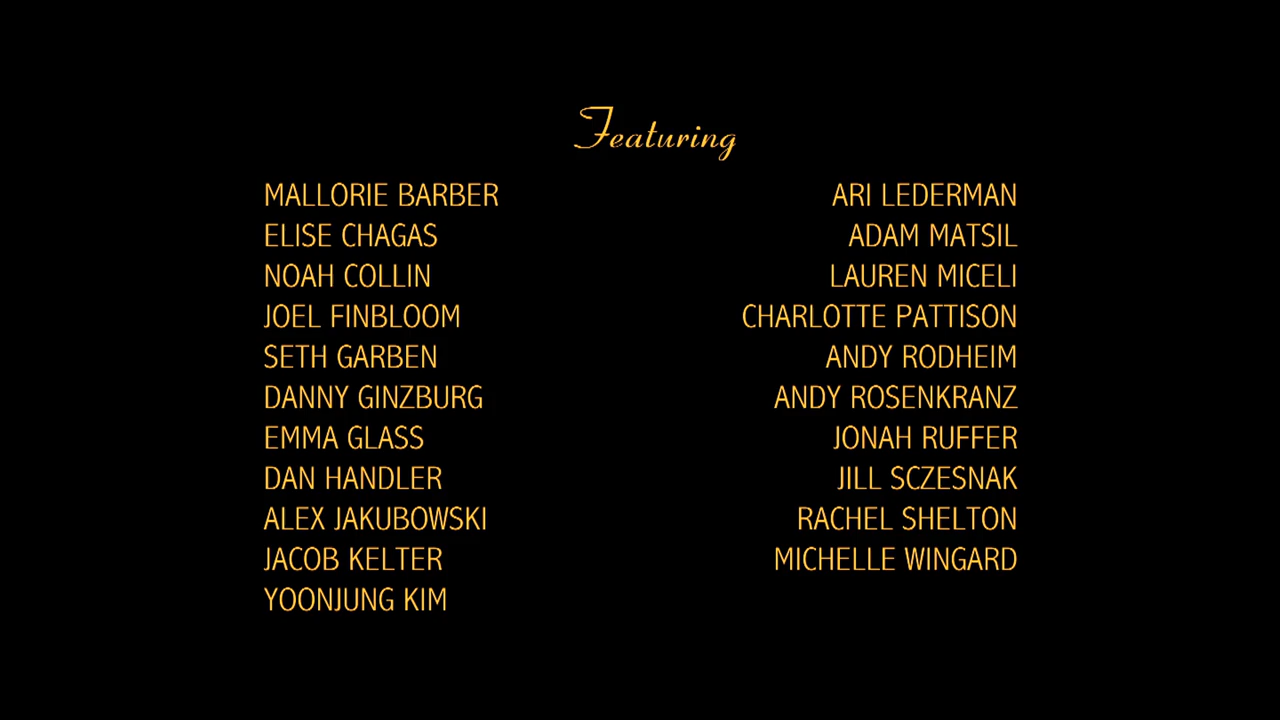 Featuring
MALLORIE BARBER
ELISE CHAGAS
NOAH COLLIN
JOEL FINBLOOM
SETH GARBEN
DANNY GINZBURG
EMMA GLASS
DAN HANDLER
ALEX JAKUBOWSKI
JACOB KELTER
YOONJUNG KIM
ARI LEDERMAN
ADAM MATSIL
LAUREN MICELI
CHARLOTTE PATTISON
ANDY RODHEIM
ANDY ROSENKRANZ
JONAH RUFFER
JILL SCZESNAK
RACHEL SHELTON
MICHELLE WINGARD